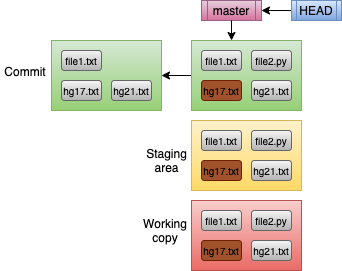 master
HEAD
Commit
file1.txt
hg17.txt hg21.txt
file1.txt file2.py
hg17.txt hg21.txt
Staging
area
file1.txt file2.py
hg17.txt hg21.txt
Working
copy
file1.txt file2.py
hg17.txt hg21.txt